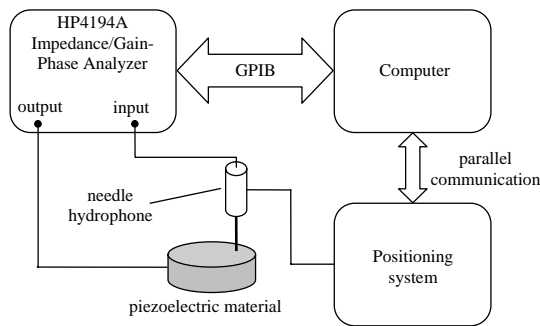 HP4194A
Impedance/Gain-
Phase Analyzer
output
input
GPIB
Computer
parallel
communication
needle
hydrophone
Positioning
system
piezoelectric material